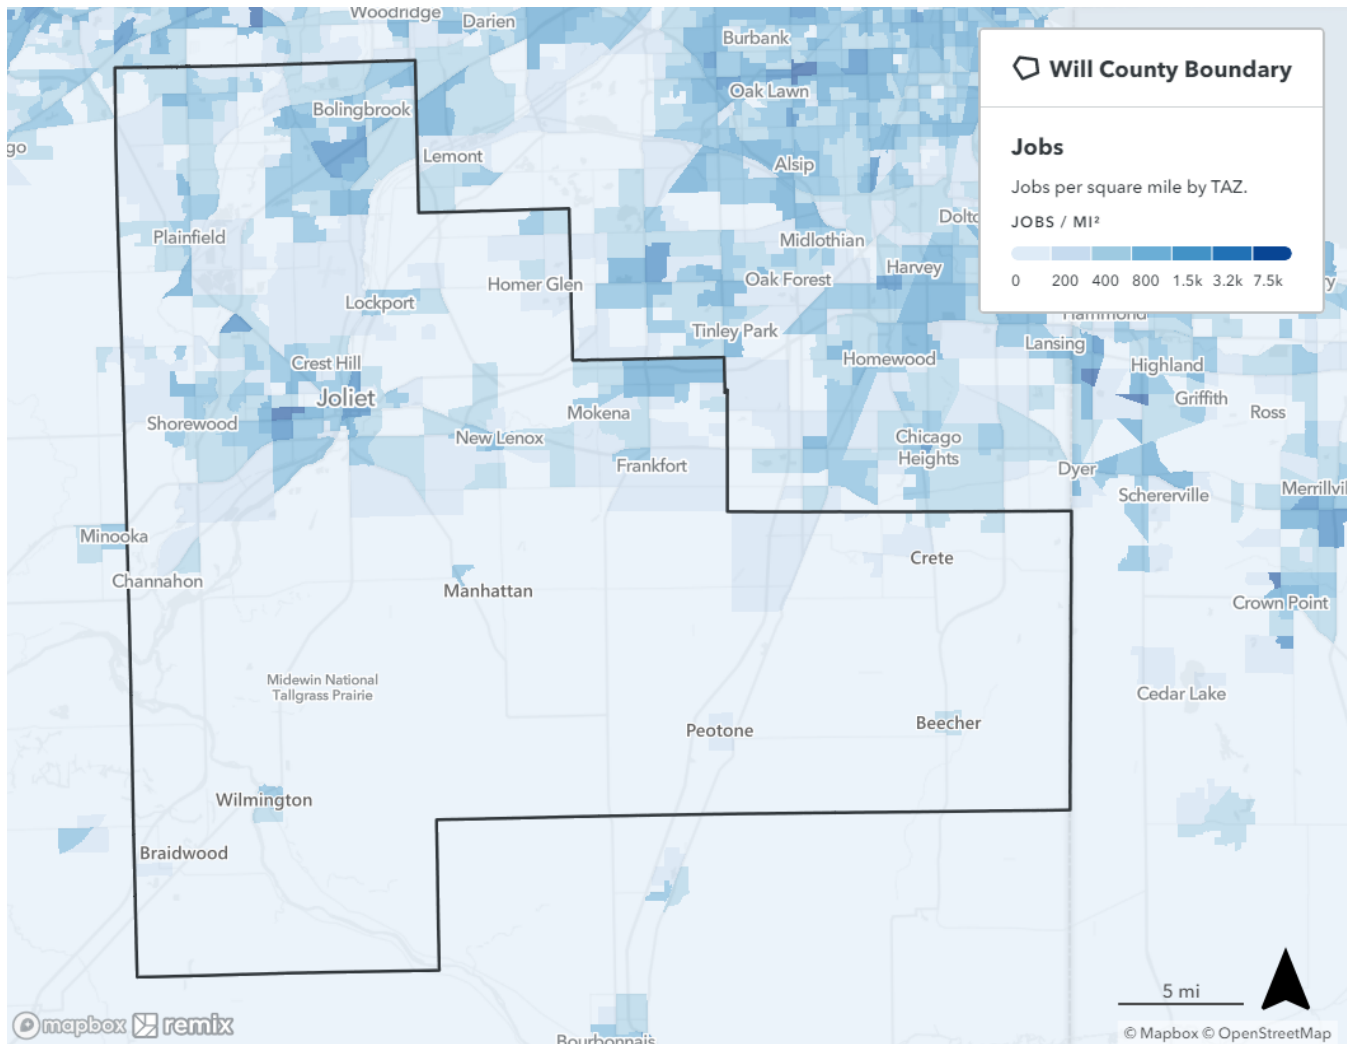 Woodridge
Darien
Burbank
Oak Lawn
Bolingbrook
Lemont
Alsip
go
Plainfield
Midlothian
Dolto
Homer Glen
Oak Forest
Harvey
Lockport
Tinley Park
Crest Hill
Homewood
Lansing
Hammond
Highland
Griffith
Ross
Joliet
Mokena
Shorewood
New Lenox
Frankfort
Chicago
Heights
Dyer
Schererville
Merrillvil
Minooka
Channahon
Manhattan
Crete
Crown Point
Midewin National
Tallgrass Prairie
Cedar Lake
Peotone
Beecher
Wilmington
Braidwood
Bourbonnais
Will County Boundary
Jobs
Jobs per square mile by TAZ.
JOBS / MI²
0 200 400 800 1.5k 3.2k 7.5k
ry
5 mi
mapbox remix
© Mapbox © OpenStreetMap